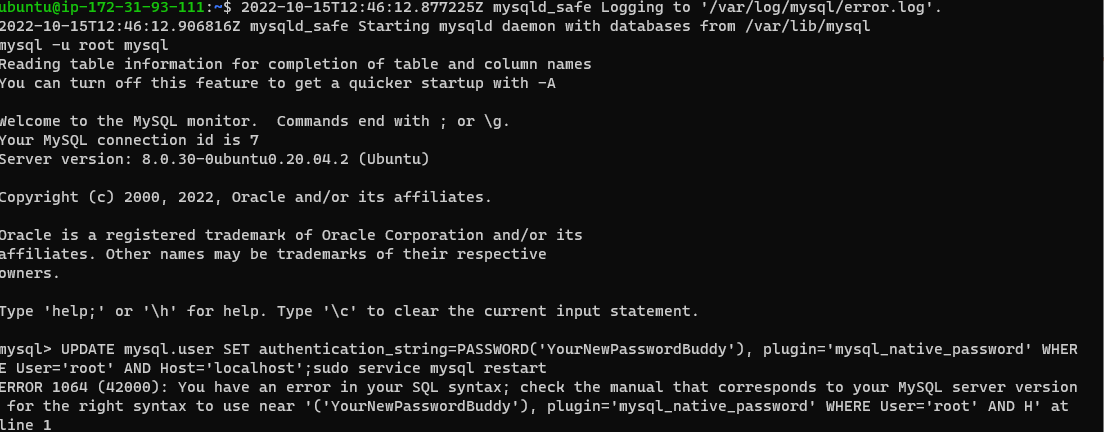 ubuntu@ip-172-31-93-111:~$ 2022-10-15T12:46:12.877225Z mysqld_safe Logging to '/var/log/mysql/error.log'.
2022-10-15T12:46:12.906816Z mysqld_safe Starting mysqld daemon with databases from /var/lib/mysql
mysql -u root mysql
Reading table information for completion of table and column names
You can turn off this feature to get a quicker startup with -A
Welcome to the MySQL monitor.  Commands end with ; or \g.
Your MySQL connection id is 7
Server version: 8.0.30-0ubuntu0.20.04.2 (Ubuntu)
Copyright (c) 2000, 2022, Oracle and/or its affiliates.
Oracle is a registered trademark of Oracle Corporation and/or its
affiliates. Other names may be trademarks of their respective
owners.
Type 'help;' or '\h' for help. Type '\c' to clear the current input statement.
mysql> UPDATE mysql.user SET authentication_string=PASSWORD('YourNewPasswordBuddy'), plugin='mysql_native_password' WHER
E User='root' AND Host='localhost';sudo service mysql restart
ERROR 1064 (42000): You have an error in your SQL syntax; check the manual that corresponds to your MySQL server version
 for the right syntax to use near '('YourNewPasswordBuddy'), plugin='mysql_native_password' WHERE User='root' AND H' at
line 1